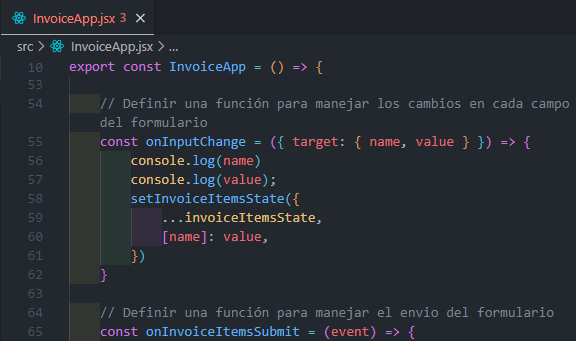 InvoiceApp.jsx 3 ×
src > InvoiceApp.jsx > ...
10 export const InvoiceApp = () => {
53
54 // Definir una función para manejar los cambios en cada campo
del formulario
55 const onInputChange = ({ target: { name, value } }) => {
56 console.log(name)
57 console.log(value);
58 setInvoiceItemsState({
59 ...invoiceItemsState,
60 [name]: value,
61 })
62 }
63
64 // Definir una función para manejar el envio del formulario
65 const onInvoiceItemsSubmit = (event) => {